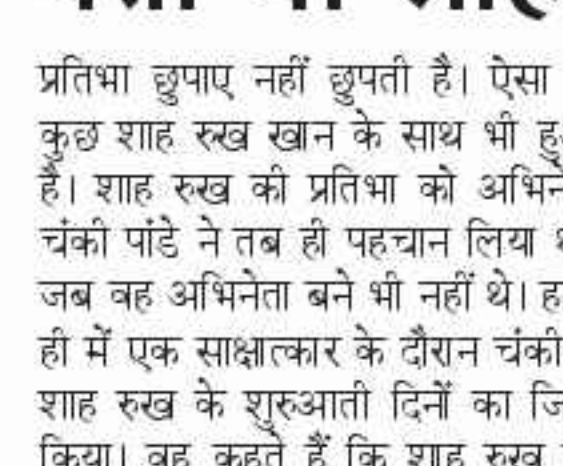 प्रतिभा छुपाए नहीं छुपती है। ऐसा
कुछ शाह रुख खान के साथ भी
है। शाह रुख की प्रतिभा को
चंकी पांडे ने तब ही पहचान लिया
जब वह अभिनेता बने भी नहीं थे।
ही में एक साक्षात्कार के दौरान चंकी
शाह रुख के शुरुआती दिनों का
किया। वह कहते हैं कि शाह रुख